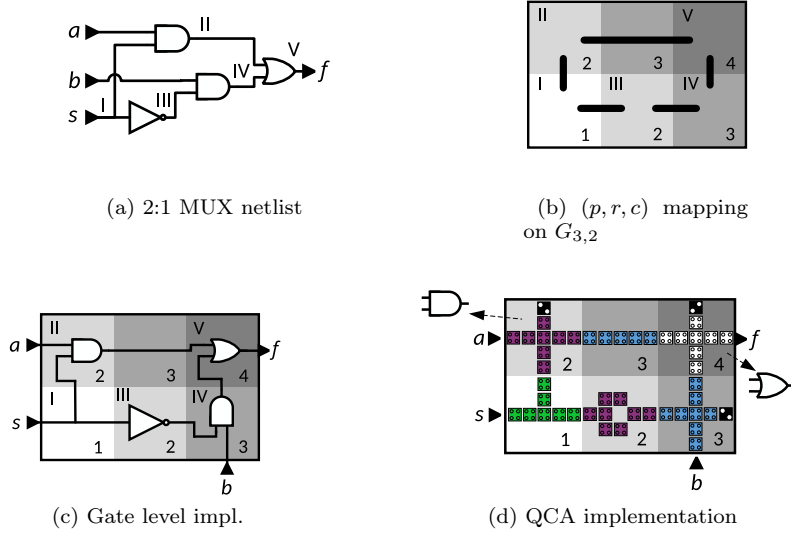 a
II
V
b
IV
f
III
s
I
(a) 2:1 MUX netlist
II
V
2
3
4
I
III
IV
1
2
3
(b) (p, r, c) mapping
on G3,2
II
V
a
f
2
3
4
I
III
IV
s
1
2
3
b
(c) Gate level impl.
a
f
2
3
4
s
1
2
3
b
(d) QCA implementation